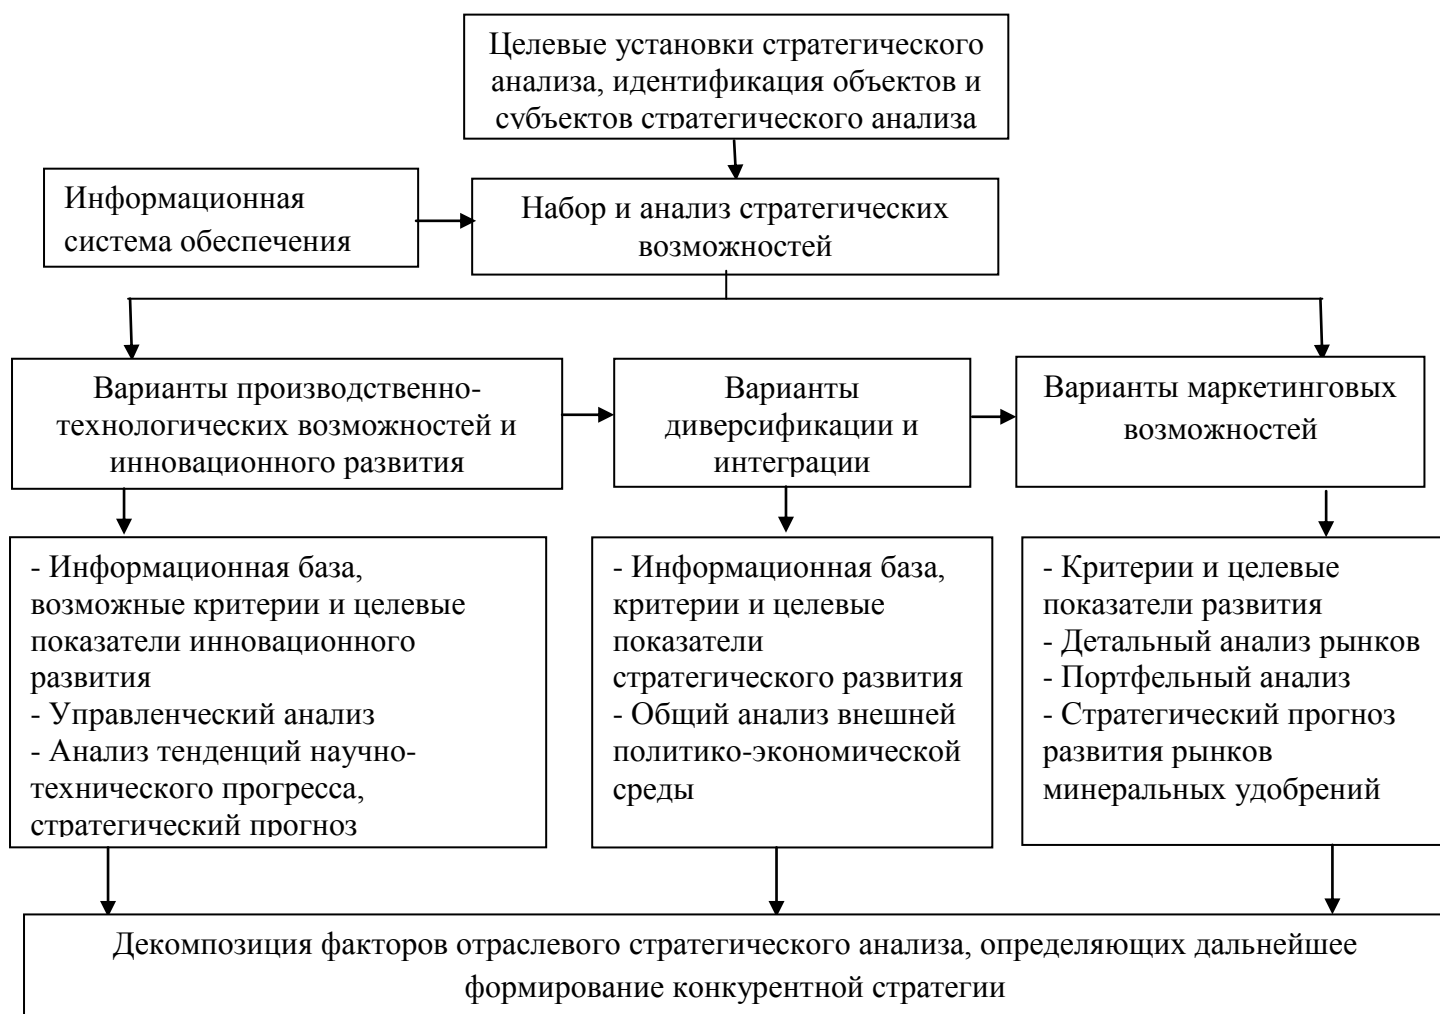 Целевые установки стратегического
анализа, идентификация объектов и
субъектов стратегического анализа
Информационная
система обеспечения
Набор и анализ стратегических
возможностей
Варианты производственно-
технологических возможностей и
инновационного развития
Варианты
диверсификации и
интеграции
Варианты маркетинговых
возможностей
- Информационная база,
возможные критерии и целевые
показатели инновационного
развития
- Управленческий анализ
- Анализ тенденций научно-
технического прогресса,
стратегический прогноз
- Информационная база,
критерии и целевые
показатели
стратегического развития
- Общий анализ внешней
политико-экономической
среды
- Критерии и целевые
показатели развития
- Детальный анализ рынков
- Портфельный анализ
- Стратегический прогноз
развития рынков
минеральных удобрений
Декомпозиция факторов отраслевого стратегического анализа, определяющих дальнейшее
формирование конкурентной стратегии